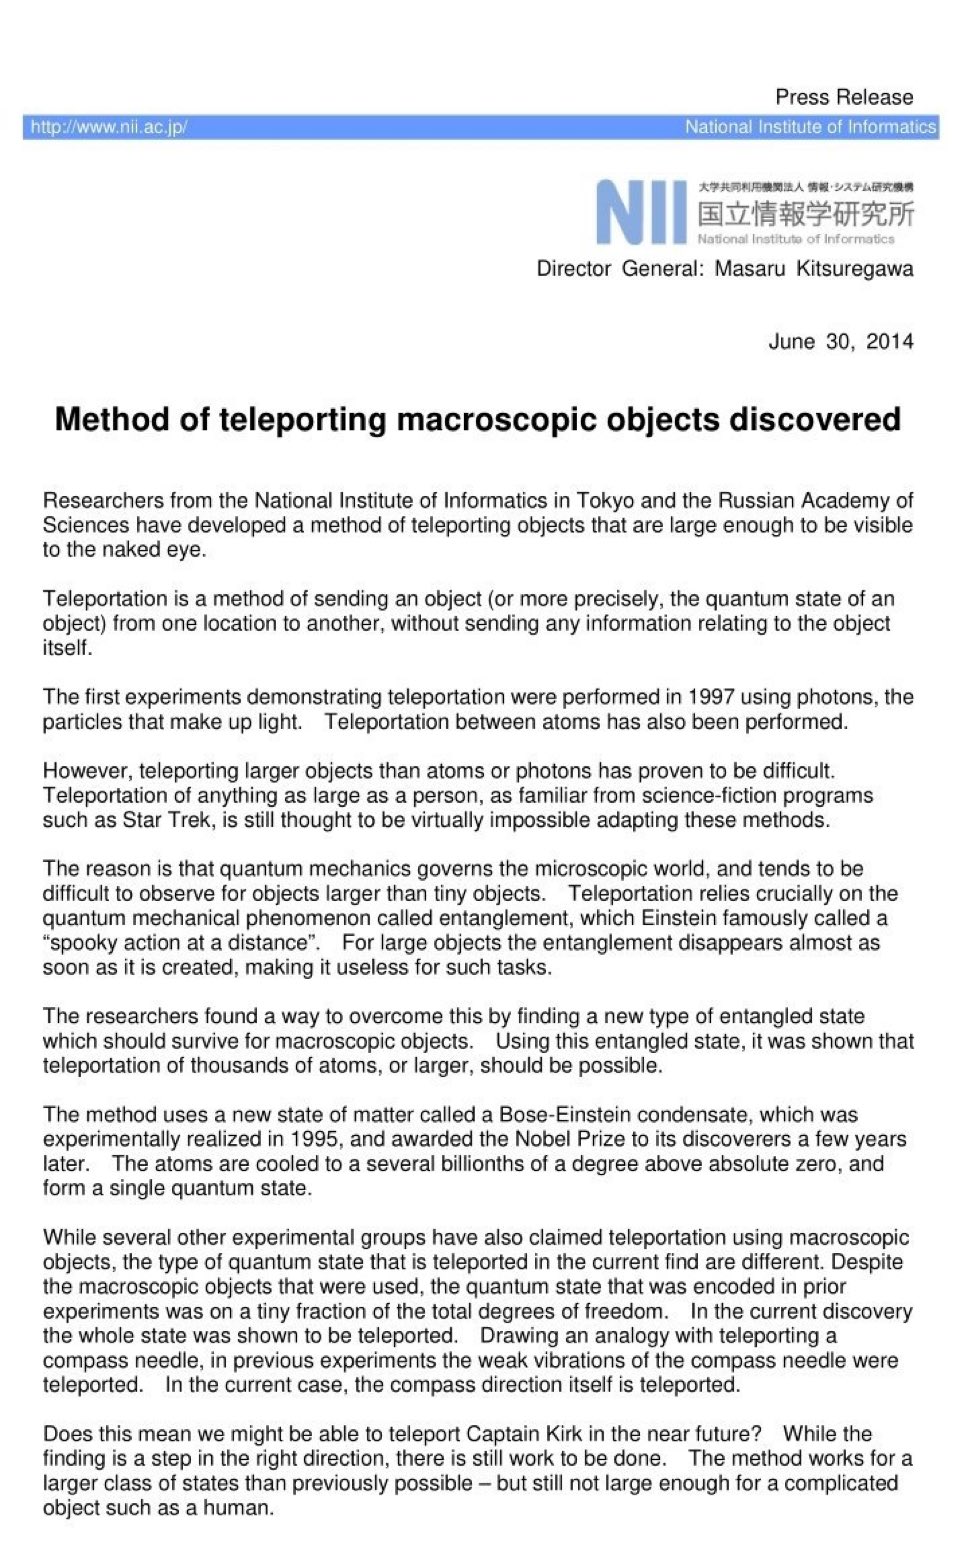 Press Release
http://www.nii.ac.jp/ National Institute of Informatics
NII 大学共同利用機関法人 情報・システム研究機構
国立情報学研究所
National Institute of Informatics
Director General: Masaru Kitsuregawa
June 30, 2014
Method of teleporting macroscopic objects discovered
Researchers from the National Institute of Informatics in Tokyo and the Russian Academy of
Sciences have developed a method of teleporting objects that are large enough to be visible
to the naked eye.
Teleportation is a method of sending an object (or more precisely, the quantum state of an
object) from one location to another, without sending any information relating to the object
itself.
The first experiments demonstrating teleportation were performed in 1997 using photons, the
particles that make up light. Teleportation between atoms has also been performed.
However, teleporting larger objects than atoms or photons has proven to be difficult.
Teleportation of anything as large as a person, as familiar from science-fiction programs
such as Star Trek, is still thought to be virtually impossible adapting these methods.
The reason is that quantum mechanics governs the microscopic world, and tends to be
difficult to observe for objects larger than tiny objects. Teleportation relies crucially on the
quantum mechanical phenomenon called entanglement, which Einstein famously called a
“spooky action at a distance”. For large objects the entanglement disappears almost as
soon as it is created, making it useless for such tasks.
The researchers found a way to overcome this by finding a new type of entangled state
which should survive for macroscopic objects. Using this entangled state, it was shown that
teleportation of thousands of atoms, or larger, should be possible.
The method uses a new state of matter called a Bose-Einstein condensate, which was
experimentally realized in 1995, and awarded the Nobel Prize to its discoverers a few years
later. The atoms are cooled to a several billionths of a degree above absolute zero, and
form a single quantum state.
While several other experimental groups have also claimed teleportation using macroscopic
objects, the type of quantum state that is teleported in the current find are different. Despite
the macroscopic objects that were used, the quantum state that was encoded in prior
experiments was on a tiny fraction of the total degrees of freedom. In the current discovery
the whole state was shown to be teleported. Drawing an analogy with teleporting a
compass needle, in previous experiments the weak vibrations of the compass needle were
teleported. In the current case, the compass direction itself is teleported.
Does this mean we might be able to teleport Captain Kirk in the near future? While the
finding is a step in the right direction, there is still work to be done. The method works for a
larger class of states than previously possible – but still not large enough for a complicated
object such as a human.